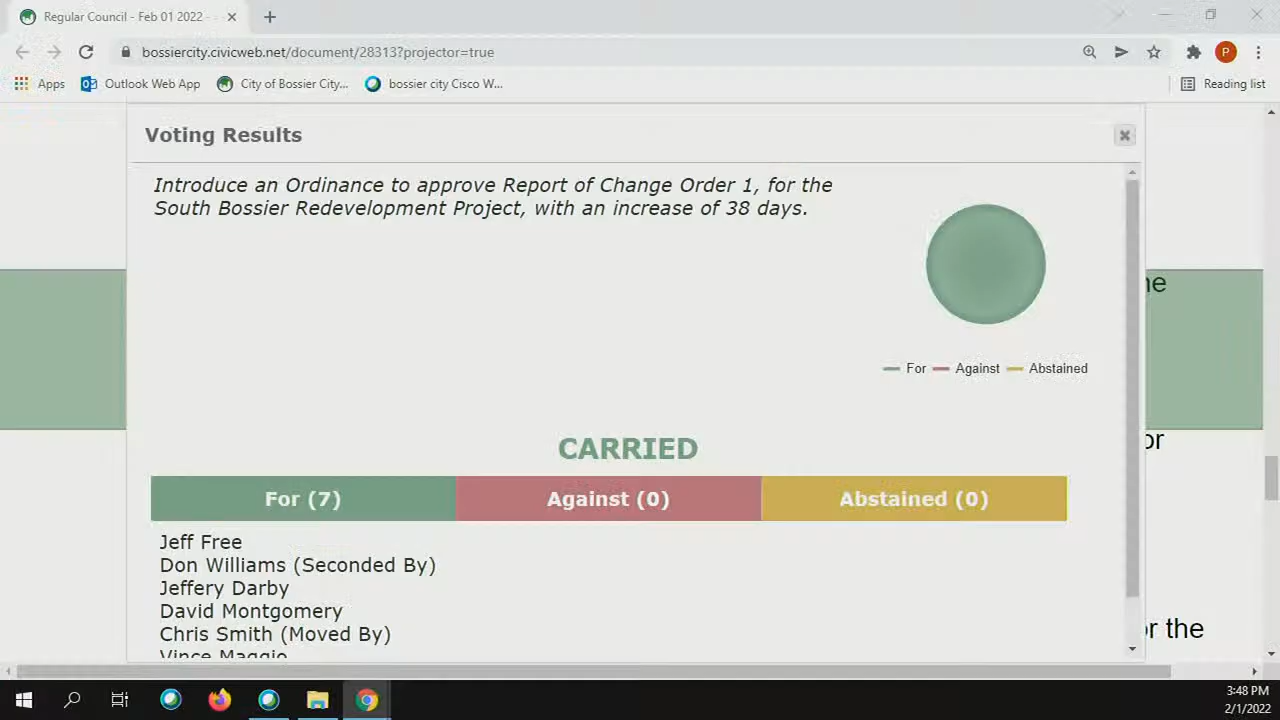 Regular Council - Feb 01 2022 -
bossiercity.civicweb.net/document/28313?projector=true
P
Apps
Outlook Web App
City of Bossier City...
bossier city Cisco W...
Reading list
Voting Results
Introduce an Ordinance to approve Report of Change Order 1, for the
South Bossier Redevelopment Project, with an increase of 38 days.
For
Against
Abstained
CARRIED
For (7)
Against (0)
Abstained (0)
Jeff Free
Don Williams (Seconded By)
Jeffery Darby
David Montgomery
Chris Smith (Moved By)
Vince Maggio
the
3:48 PM
2/1/2022